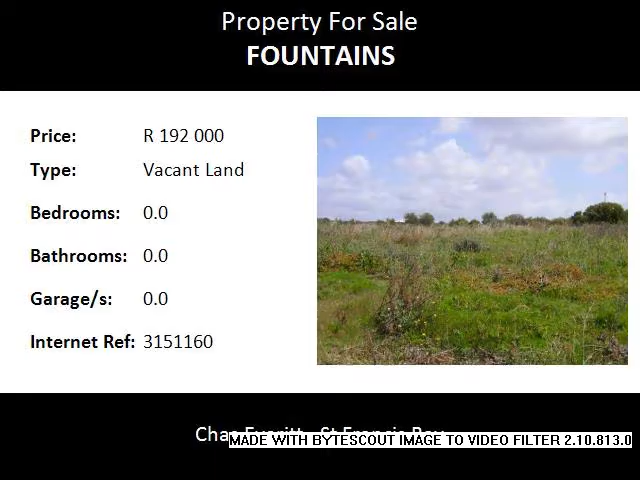 Property For Sale
FOUNTAINS
Price: R 192 000
Type: Vacant Land
Bedrooms: 0.0
Bathrooms: 0.0
Garage/s: 0.0
Internet Ref: 3151160
MADE WITH BYTESCOUT IMAGE TO VIDEO FILTER 2.10.813.0